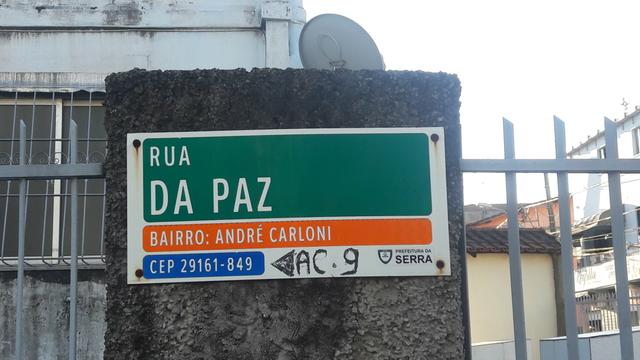 RUA
DA PAZ
BAIRRO: ANDRÉ CARLONI
CEP 29161-849
AC.9
PREFEITURA DA
SERRA